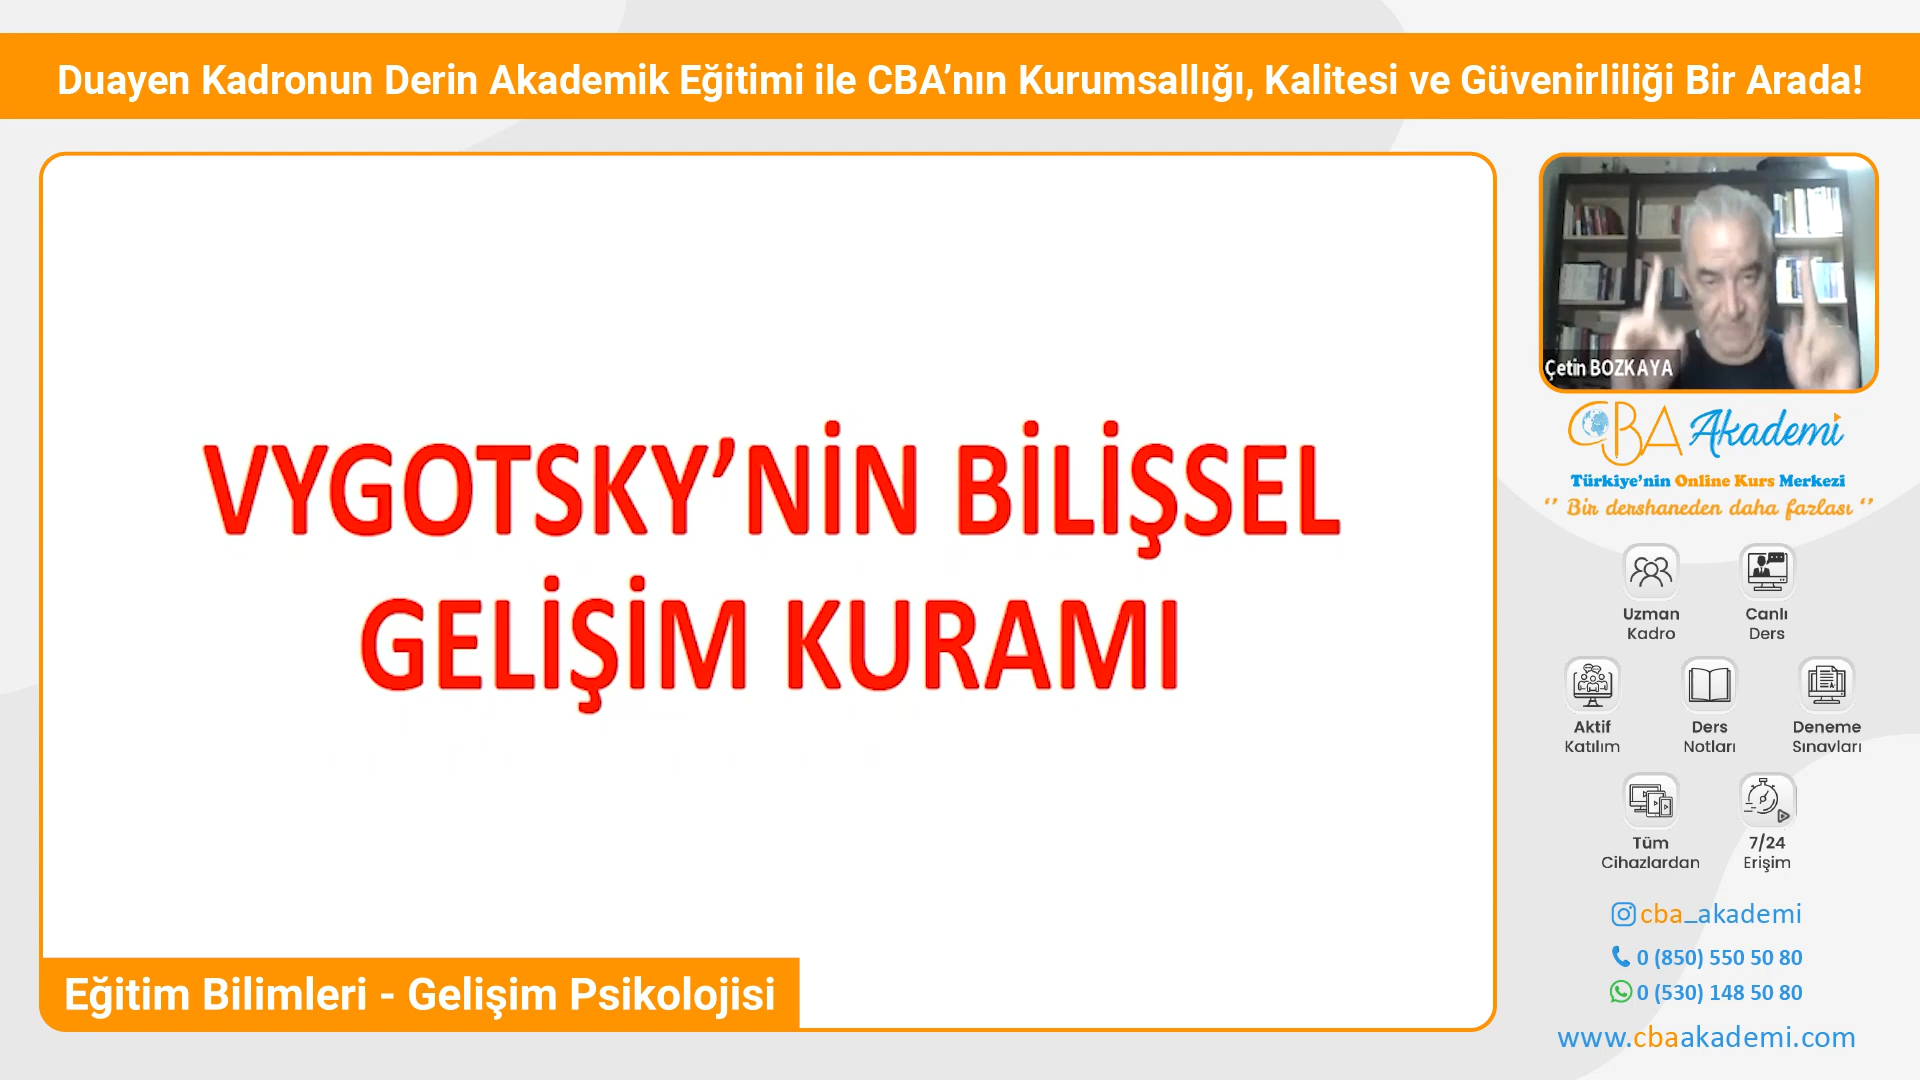 Duayen Kadronun Derin Akademik Eğitimi ile CBA’nın Kurumsallığı, Kalitesi ve Güvenirliliği Bir Arada!
VYGOTSKY’NİN BİLİŞSEL
GELİŞİM KURAMI
Eğitim Bilimleri - Gelişim Psikolojisi
Çetin BOZKAYA
CBA Akademi
Türkiye’nin Online Kurs Merkezi
‘‘ Bir dershaneden daha fazlası ‘’
Uzman
Kadro
Canlı
Ders
Aktif
Katılım
Ders
Notları
Deneme
Sınavları
Tüm
Cihazlardan
7/24
Erişim
cba_akademi
0 (850) 550 50 80
0 (530) 148 50 80
www.cbaakademi.com